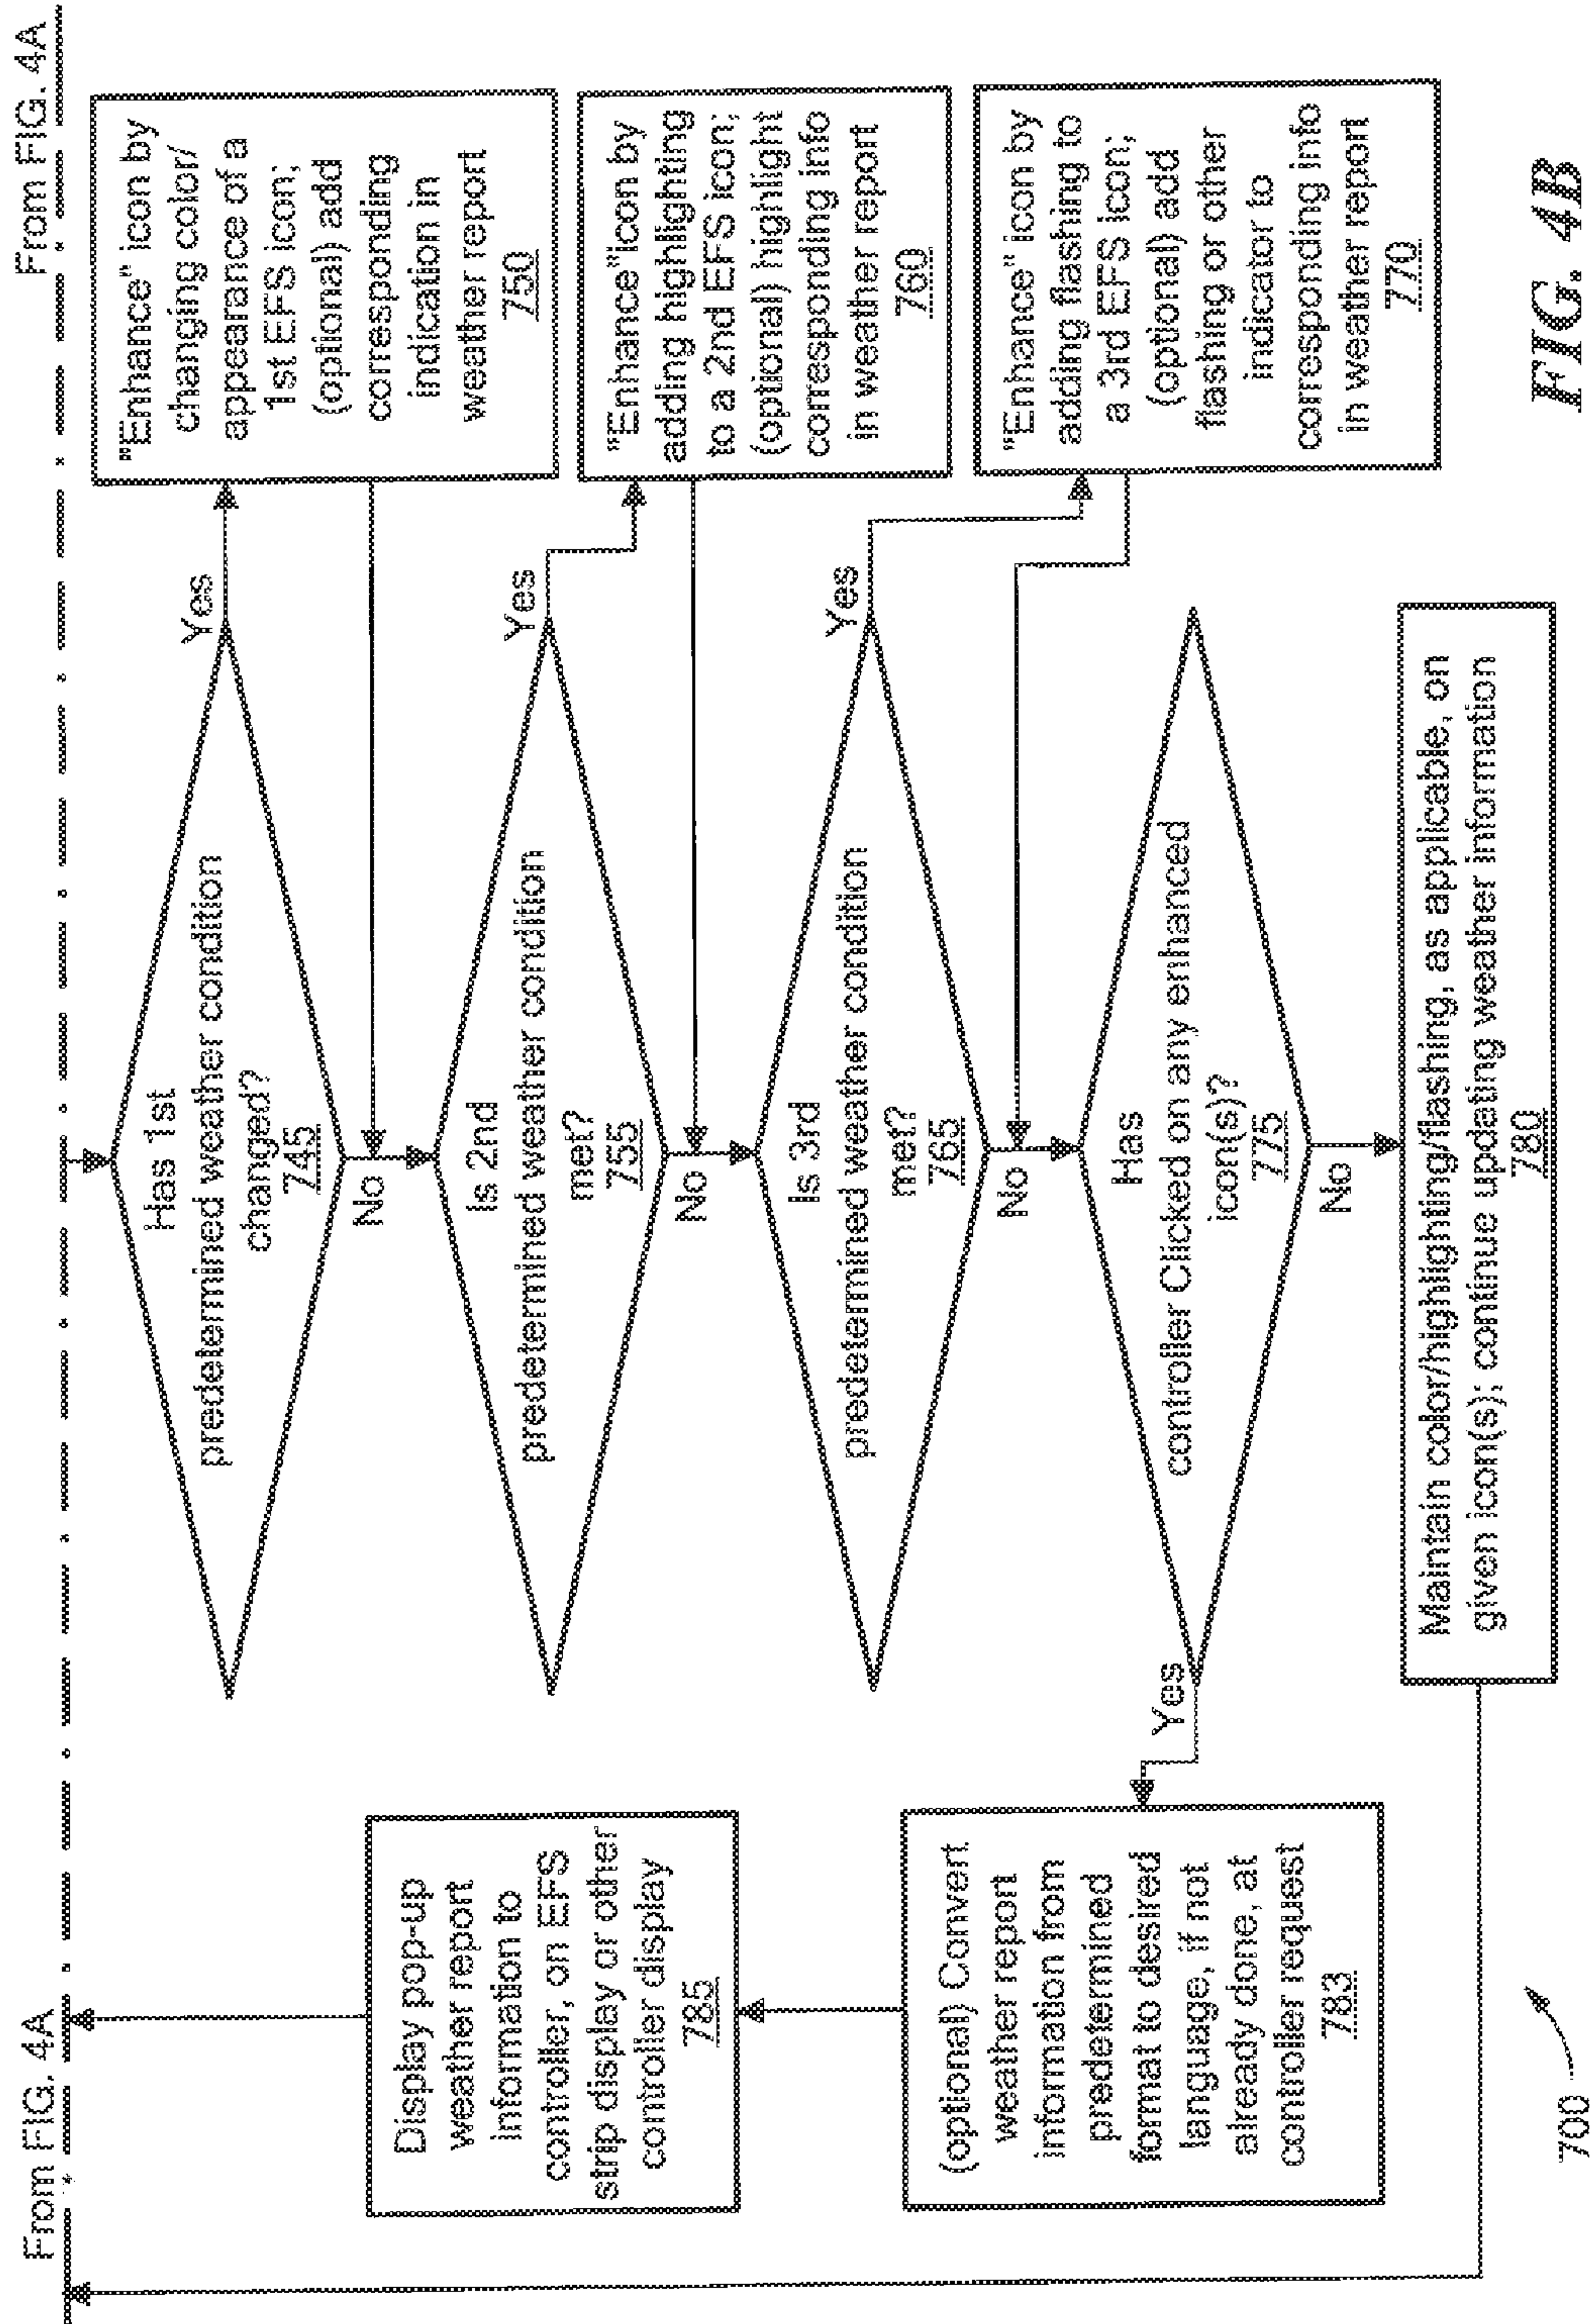 From FIG. 4A
From FIG. 4A
Has 1st
predetermined weather condition
changed?
745
Yes
No
"Enhance" icon by
changing color/
appearance of a
1st EFS icon;
(optional) add
corresponding
indication in
weather report
750
Is 2nd
predetermined weather condition
met?
755
Yes
No
"Enhance"icon by
adding highlighting
to a 2nd EFS icon;
(optional) highlight
corresponding info
in weather report
760
Is 3rd
predetermined weather condition
met?
765
Yes
No
"Enhance" icon by
adding flashing to
a 3rd EFS icon;
(optional) add
flashing or other
indicator to
corresponding info
in weather report
770
Has
controller Clicked on any enhanced
icon(s)?
775
Yes
No
Display pop-up
weather report
information to
controller, on EFS
strip display or other
controller display
785
(optional) Convert
weather report
information from
predetermined
format to desired
language, if not
already done, at
controller request
783
Maintain color/highlighting/flashing, as applicable, on
given icon(s); continue updating weather information
780
700
FIG. 4B